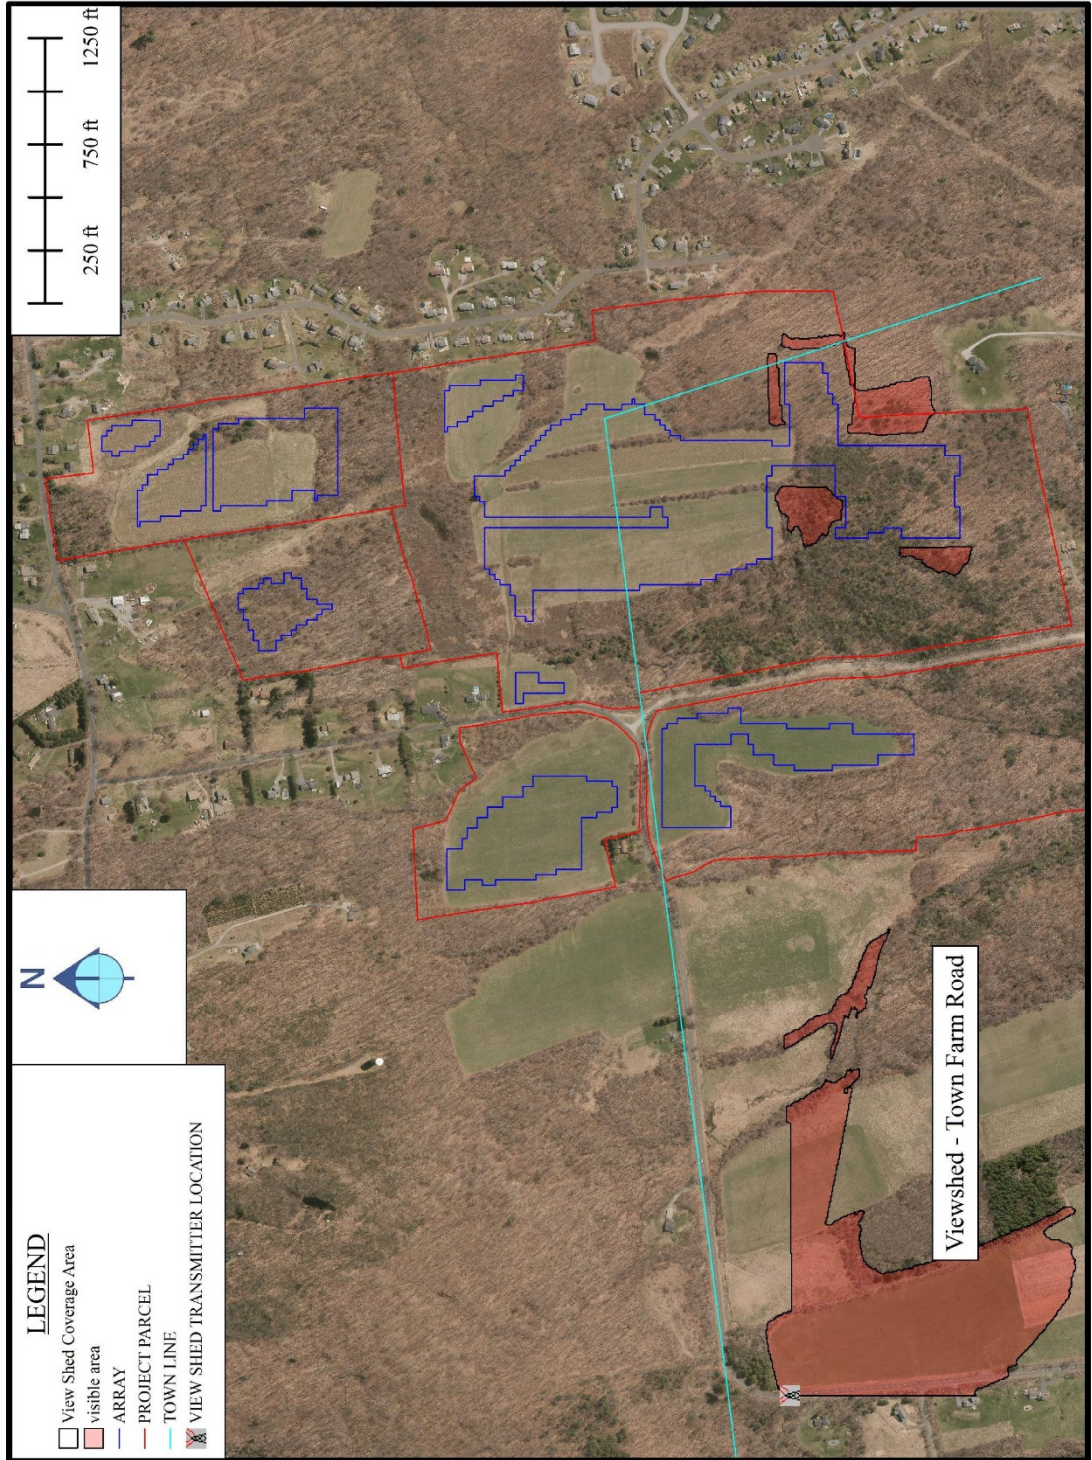 LEGEND
View Shed Coverage Area
visible area
ARRAY
PROJECT PARCEL
TOWN LINE
VIEW SHED TRANSMITTER LOCATION
N
250 ft 750 ft 1250 ft
Viewshed - Town Farm Road